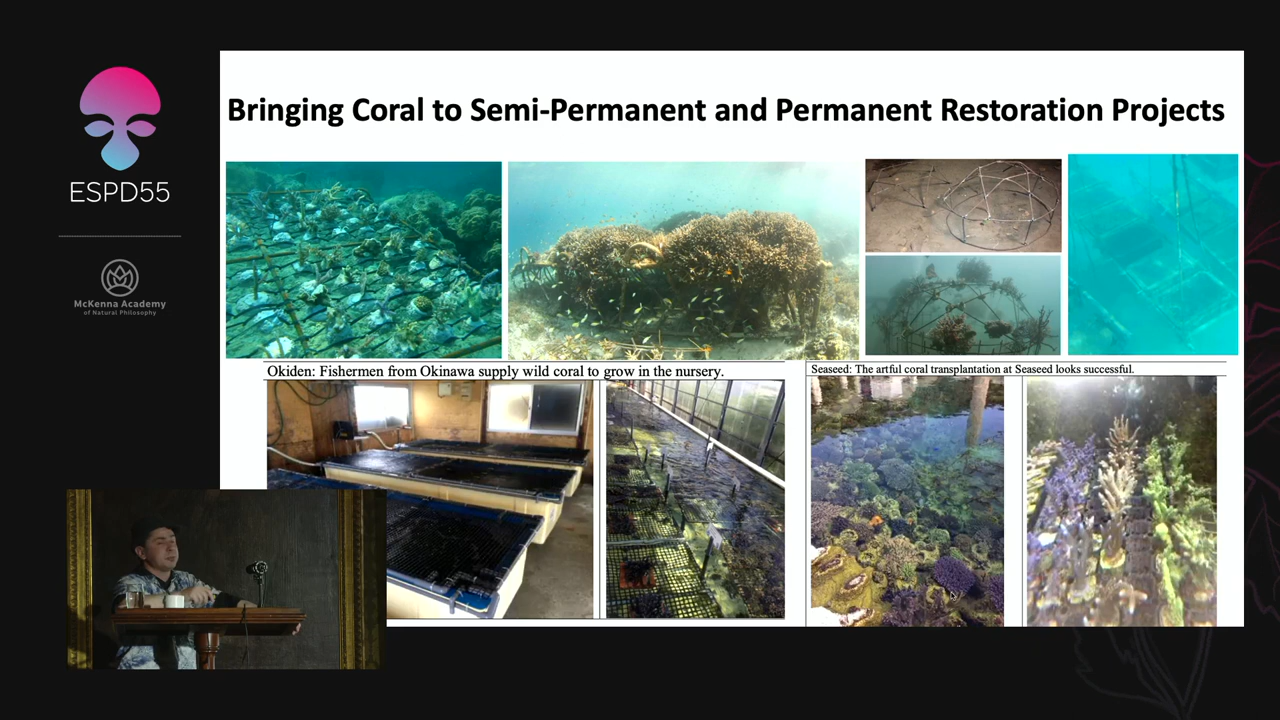 Bringing Coral to Semi-Permanent and Permanent Restoration Projects
ESPD55
McKenna Academy
of Natural Philosophy
Okiden: Fishermen from Okinawa supply wild coral to grow in the nursery.
Seaseed: The artful coral transplantation at Seaseed looks successful.